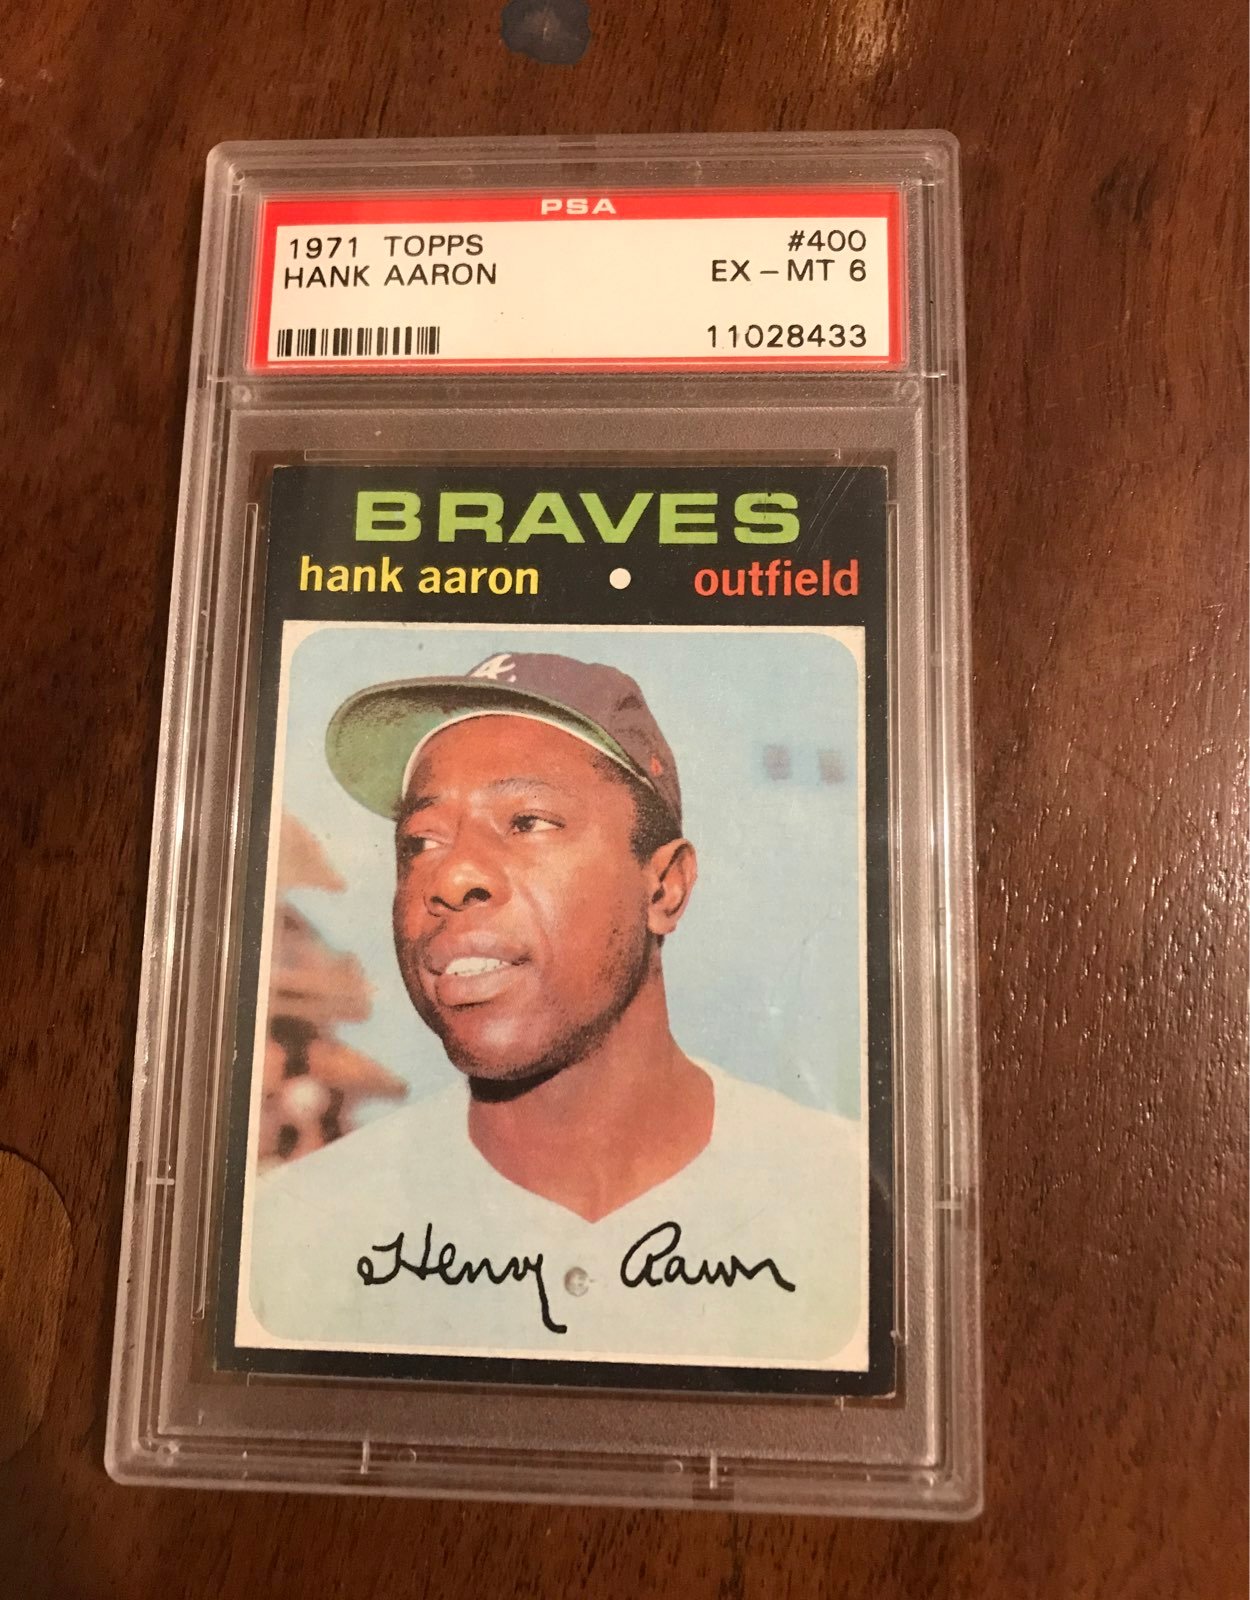 PSA
1971 TOPPS #400
HANK AARON EX-MT 6
11028433
BRAVES
hank aaron outfield
A
Henry Aaron